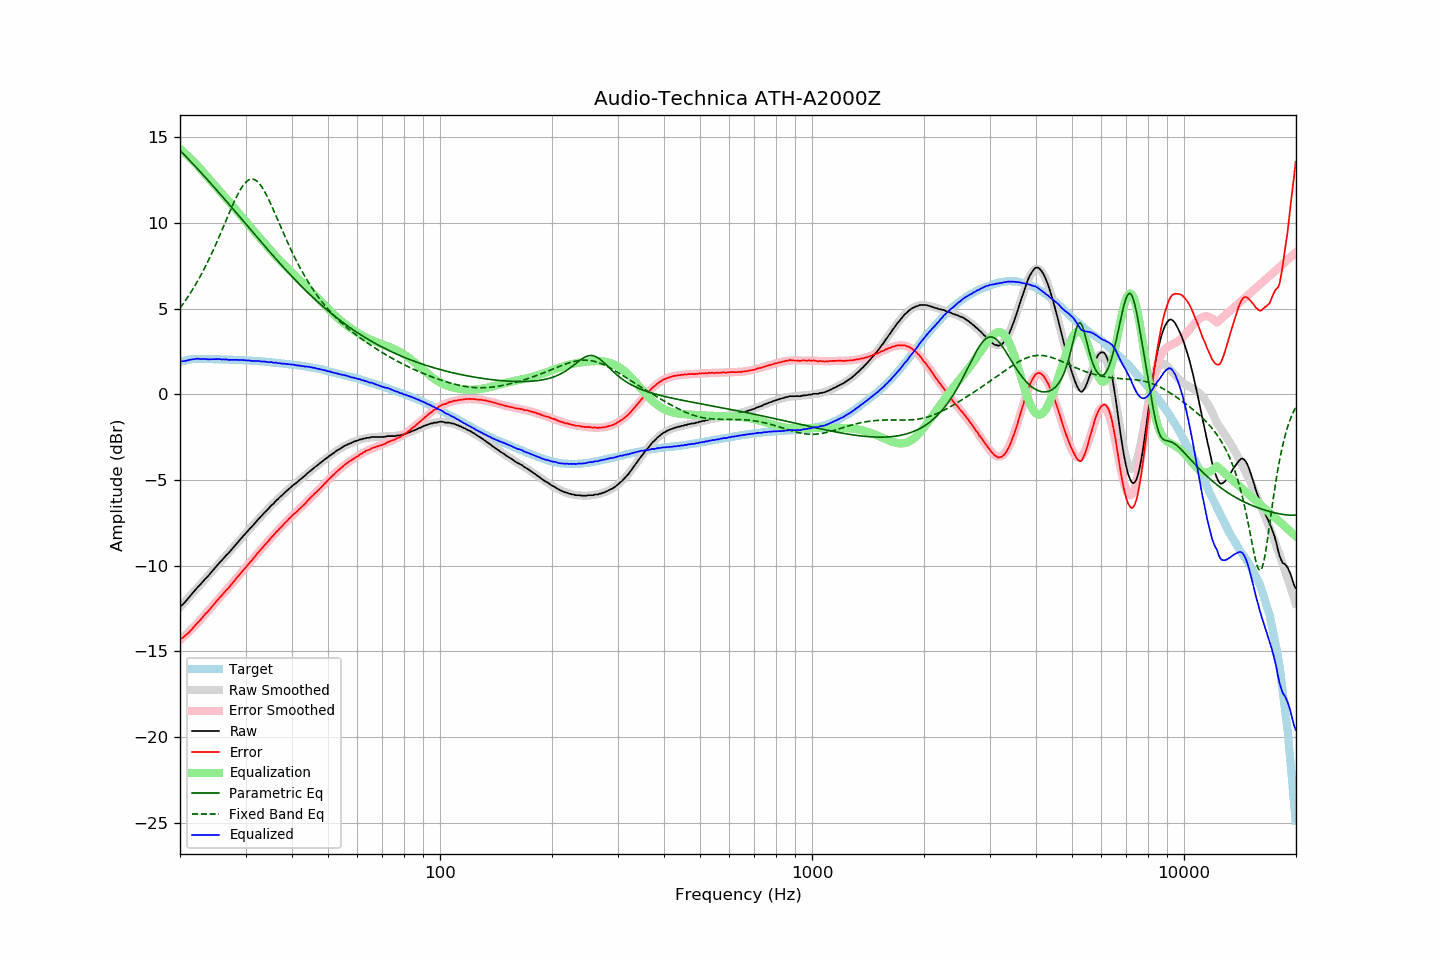 Audio-Technica ATH-A2000Z
Amplitude (dBr)
15
10
5
0
−5
−10
−15
−20
−25
Target
Raw Smoothed
Error Smoothed
Raw
Error
Equalization
Parametric Eq
Fixed Band Eq
Equalized
100
1000
10000
Frequency (Hz)